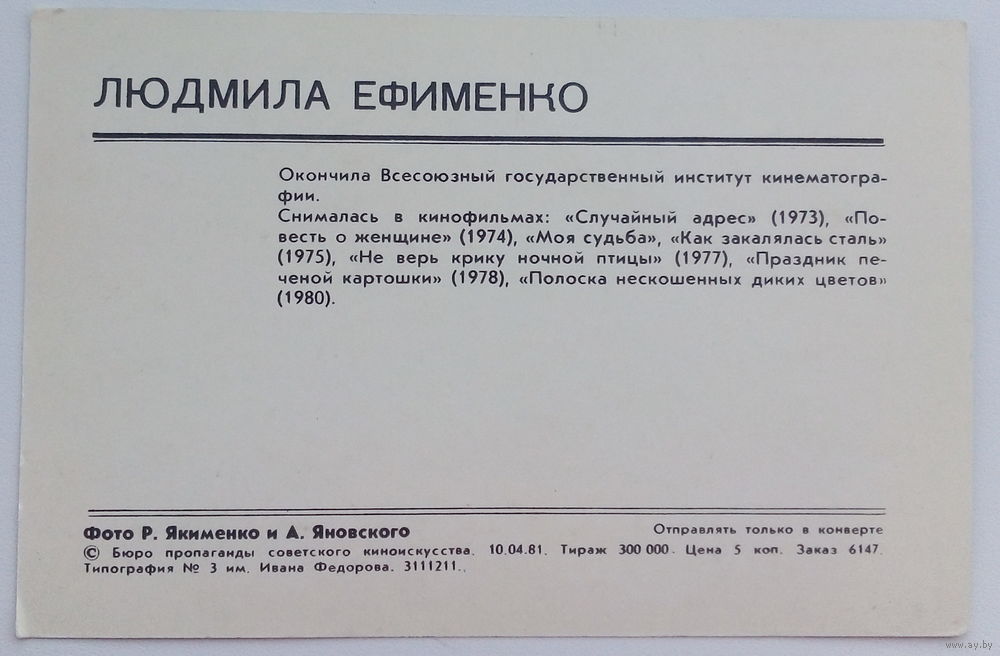 ЛЮДМИЛА ЕФИМЕНКО
Окончила Всесоюзный государственный институт кинематогра-
фии.
Снималась в кинофильмах: «Случайный адрес» (1973), «По-
весть о женщине» (1974), «Моя судьба», «Как закалялась сталь»
(1975), «Не верь крику ночной птицы» (1977), «Праздник пе-
ченой картошки» (1978), «Полоска нескошенных диких цветов»
(1980).
Фото Р. Якименко и А. Яновского
Отправлять только в конверте
© Бюро пропаганды советского киноискусства. 10.04.81. Тираж 300 000. Цена 5 коп. Заказ 6147.
Типография № 3 им. Ивана Федорова. 3111211..
www.ay.by